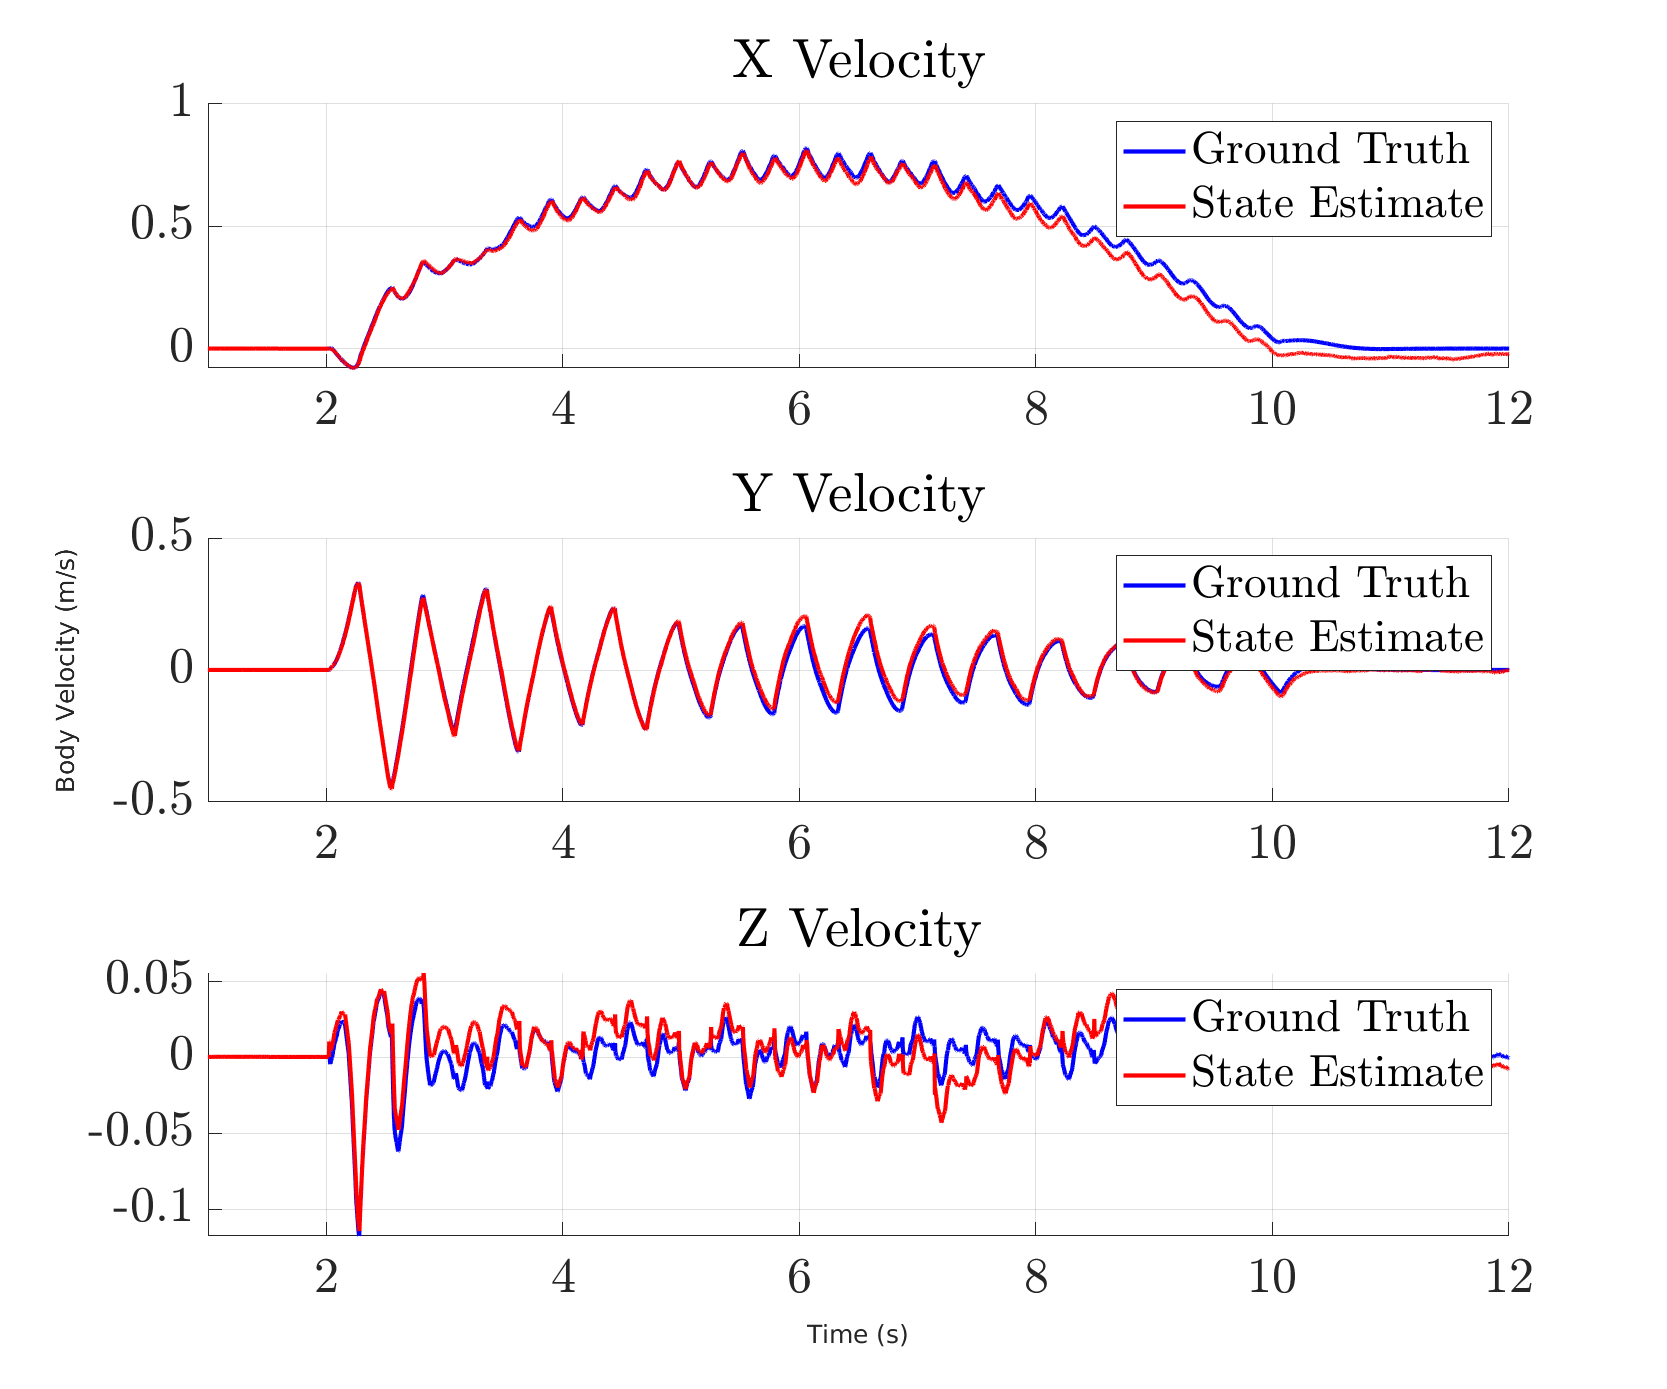 X Velocity
1
0.5
0
Ground Truth
State Estimate
2 4 6 8 10 12
Y Velocity
Body Velocity (m/s)
0.5
0
-0.5
Ground Truth
State Estimate
2 4 6 8 10 12
Z Velocity
0.05
0
-0.05
-0.1
Ground Truth
State Estimate
2 4 6 8 10 12
Time (s)